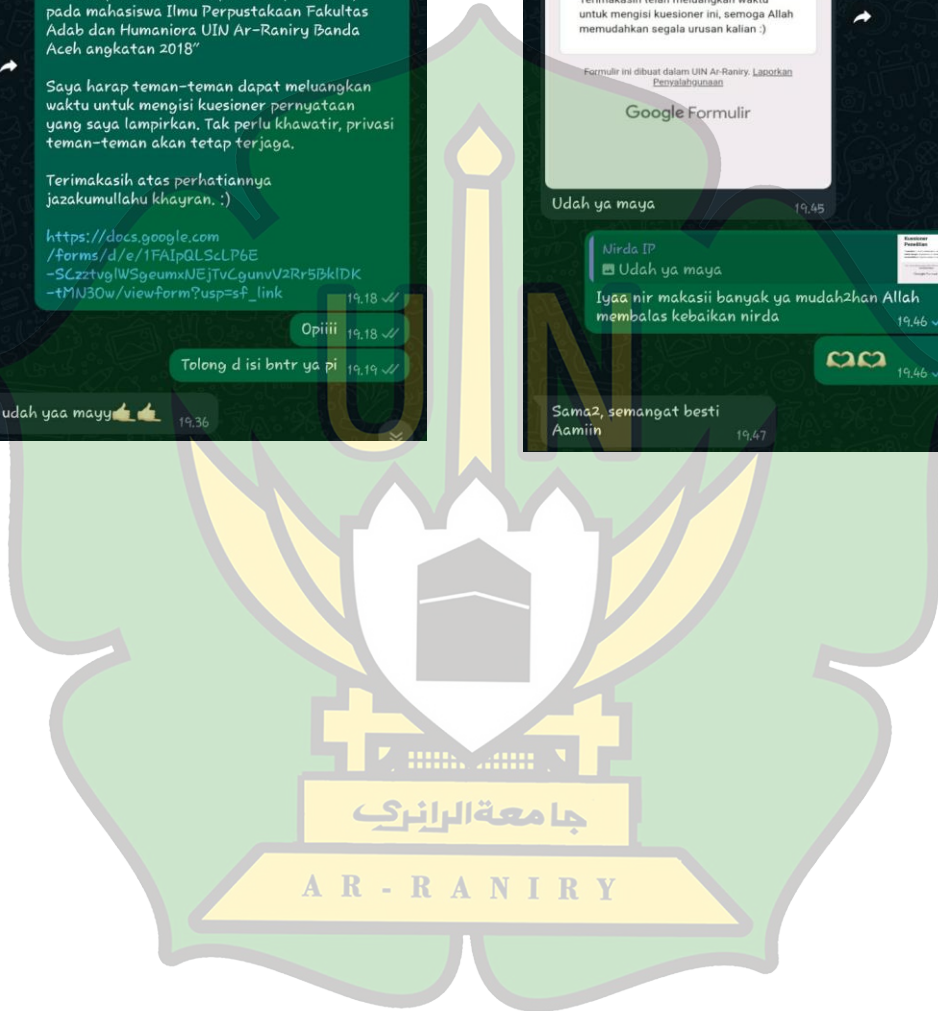 pada mahasiswa Ilmu Perpustakaan Fakultas
Adab dan Humaniora UIN Ar-Raniry Banda
Aceh angkatan 2018"
Saya harap teman-teman dapat meluangkan
waktu untuk mengisi kuesioner pernyataan
yang saya lampirkan. Tak perlu khawatir, privasi
teman-teman akan tetap terjaga.
Terimakasih atas perhatiannya
jazakumullahu khayran. :)
https://docs.google.com
/forms/d/e/1FAIpQLScLP6E
-SCzztvglWSgeumxNEjTvCgunvV2Rr5BklDK
-tMN3Ow/viewform?usp=sf_link
19.18
Opiiii 19.18
Tolong d isi bntr ya pi 19.19
udah yaa mayy🤙🤙 19.36
Terimakasih telah meluangkan waktu
untuk mengisi kuesioner ini, semoga Allah
memudahkan segala urusan kalian :)
Formulir ini dibuat dalam UIN Ar-Raniry. Laporkan
Penyalahgunaan
Google Formulir
Udah ya maya 19.45
Nirda IP
Udah ya maya
Iyaa nir makasii banyak ya mudah2han Allah
membalas kebaikan nirda 19.46
🫶🫶 19.46
Sama2, semangat besti
Aamiin 19.47
UIN
جامعةالرانري
AR-RANIRY